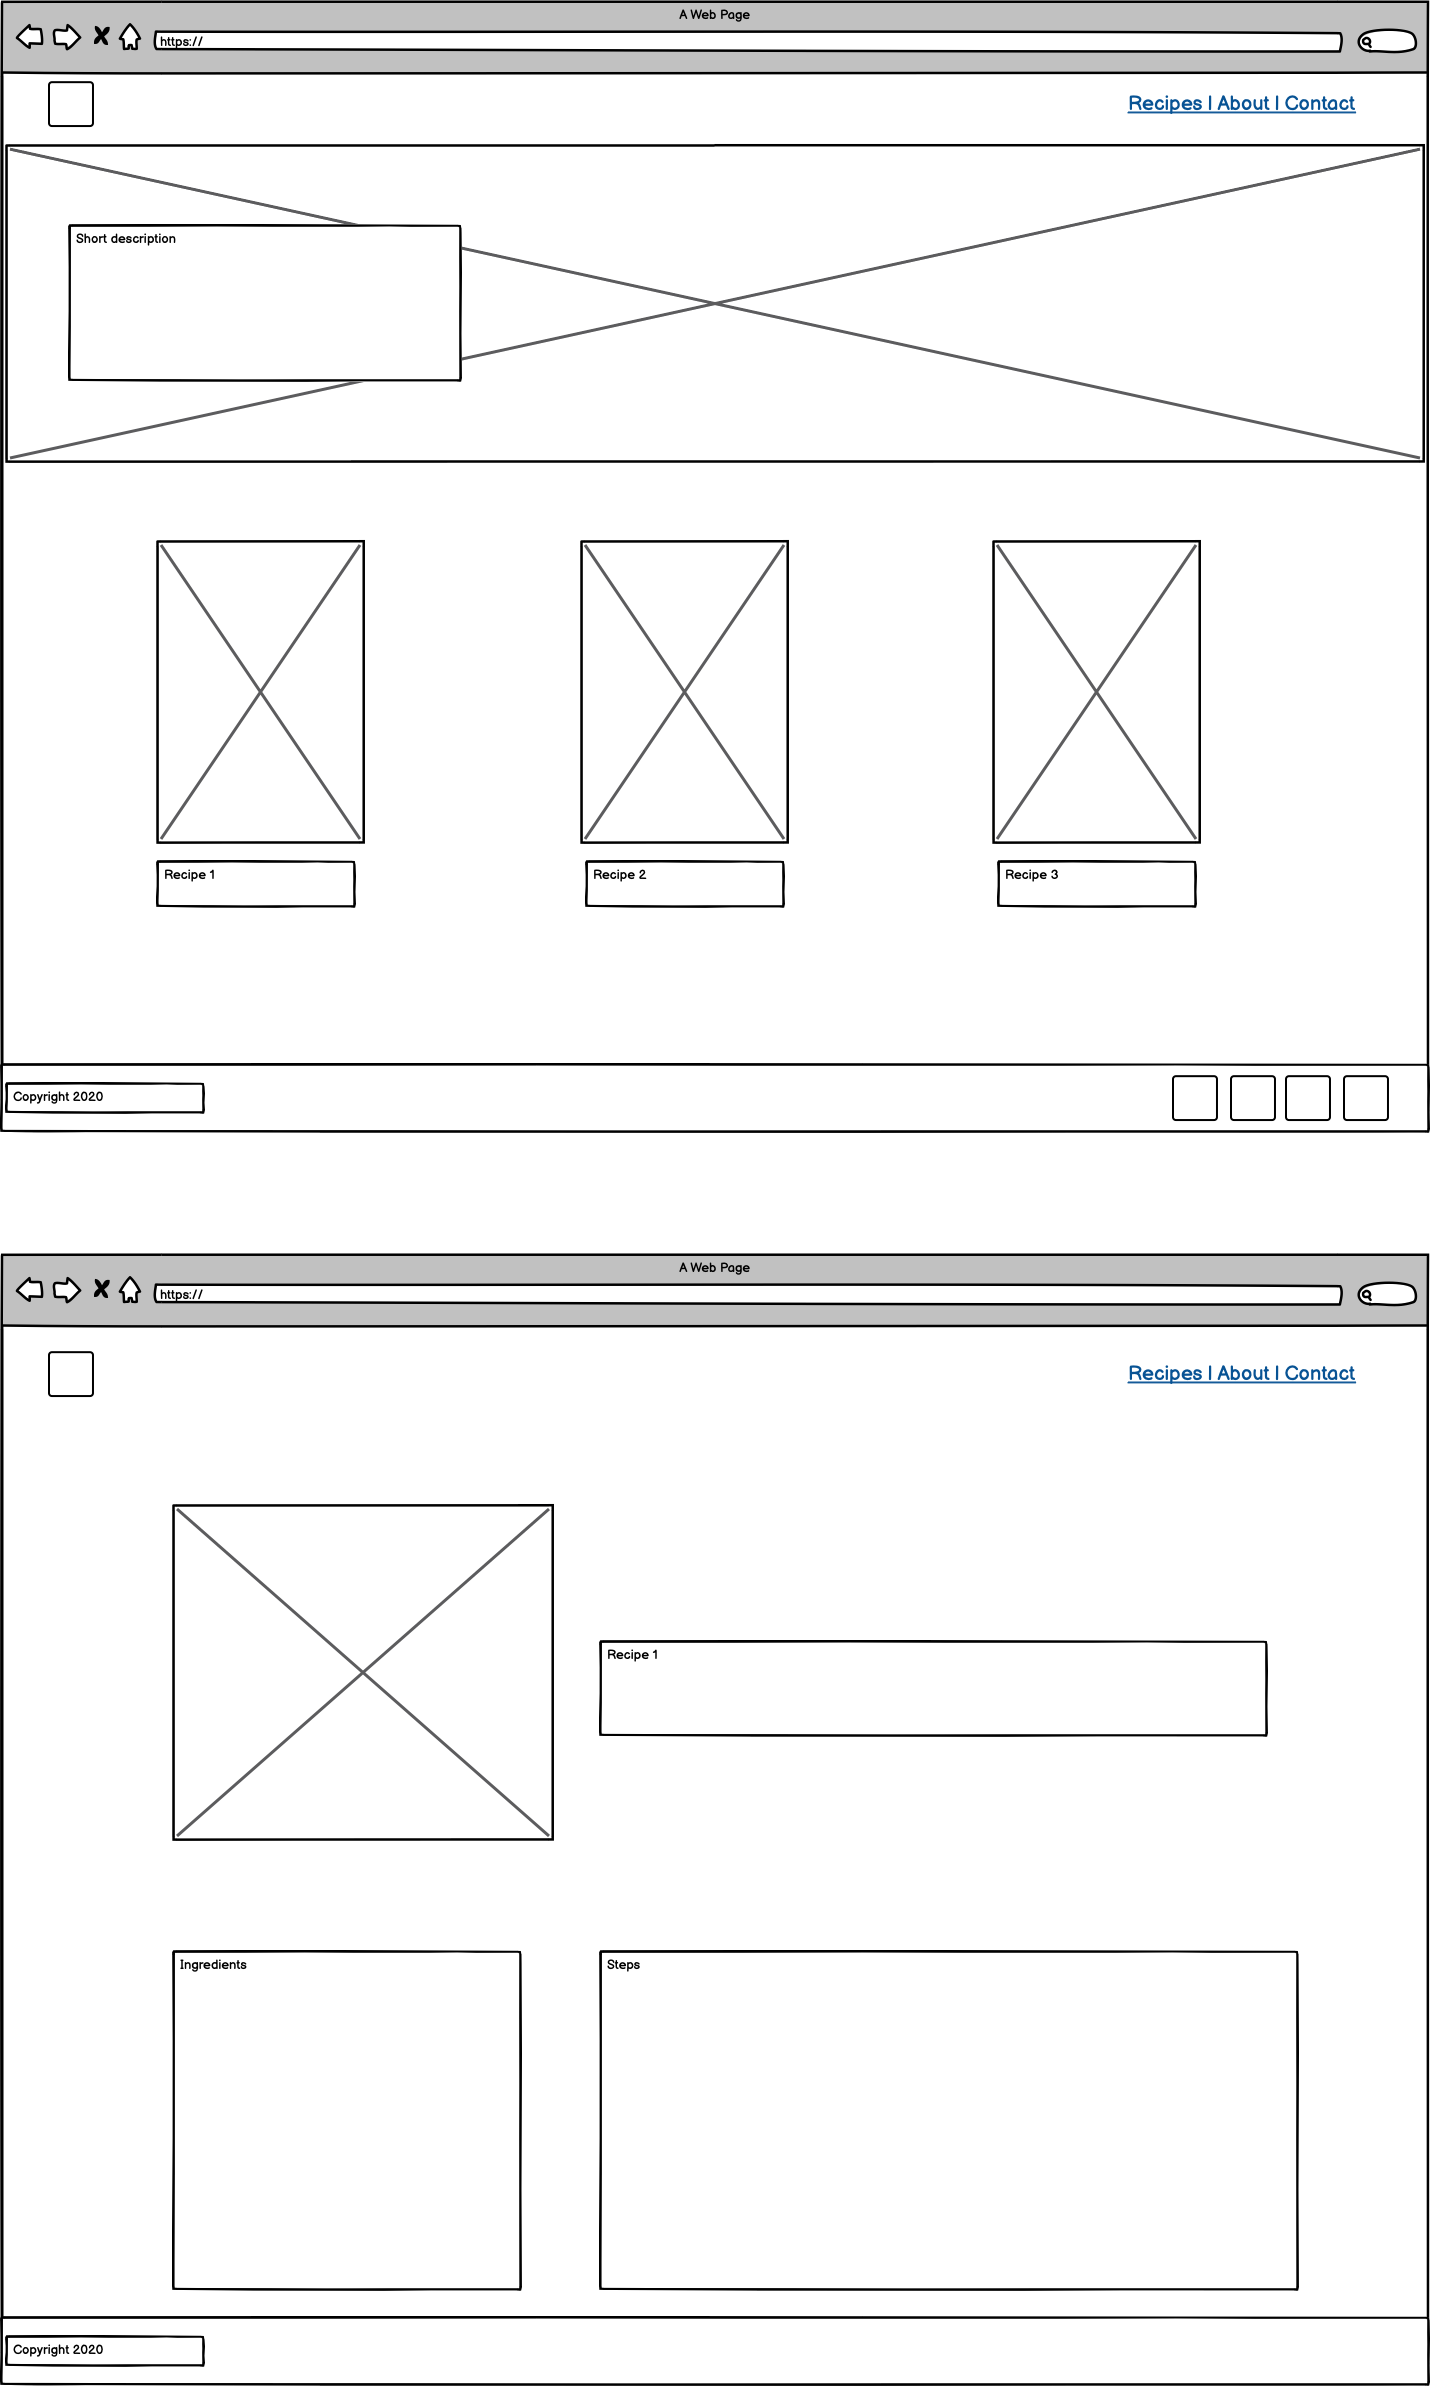 A Web Page
https://
Recipes | About | Contact
Short description
Recipe 1
Recipe 2
Recipe 3
Copyright 2020
A Web Page
https://
Recipes | About | Contact
Recipe 1
Ingredients
Steps
Copyright 2020